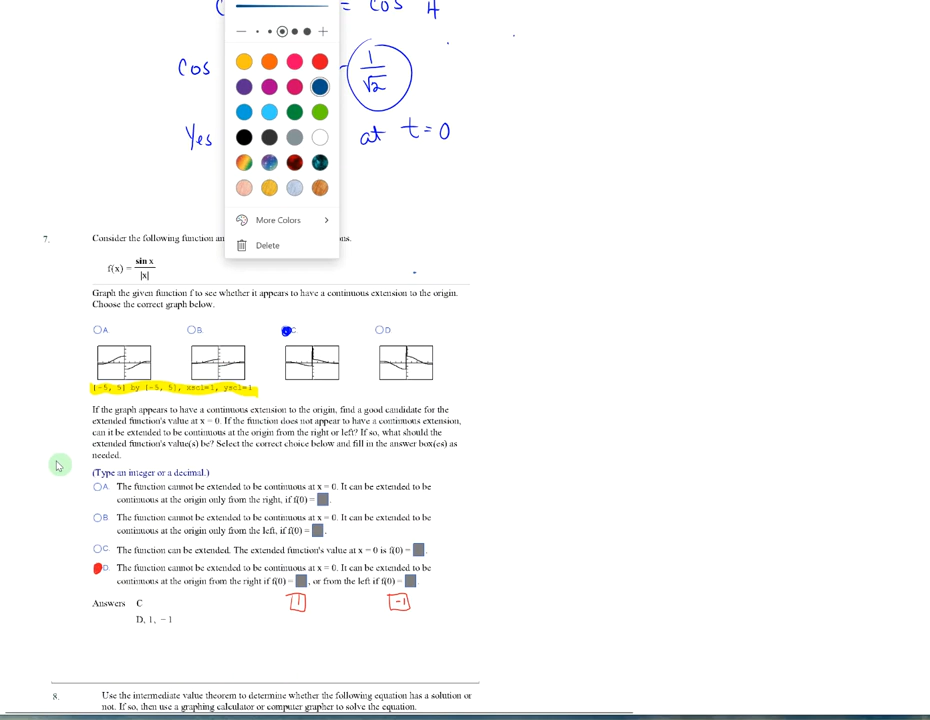 = cos 4
cos
1
√2
Yes
at t = 0
More Colors
Delete
7. Consider the following function an ns.
f(x) = sin x
|x|
Graph the given function f to see whether it appears to have a continuous extension to the origin.
Choose the correct graph below.
A. B. C. D.
[-5, 5] by [-5, 5], xscl=1, yscl=1
If the graph appears to have a continuous extension to the origin, find a good candidate for the
extended function's value at x = 0. If the function does not appear to have a continuous extension,
can it be extended to be continuous at the origin from the right or left? If so, what should the
extended function's value(s) be? Select the correct choice below and fill in the answer box(es) as
needed.
(Type an integer or a decimal.)
A. The function cannot be extended to be continuous at x = 0. It can be extended to be
continuous at the origin only from the right, if f(0) = .
B. The function cannot be extended to be continuous at x = 0. It can be extended to be
continuous at the origin only from the left, if f(0) = .
C. The function can be extended. The extended function's value at x = 0 is f(0) = .
D. The function cannot be extended to be continuous at x = 0. It can be extended to be
continuous at the origin from the right if f(0) = , or from the left if f(0) = .
1 -1
Answers C
D, 1, - 1
8. Use the intermediate value theorem to determine whether the following equation has a solution or
not. If so, then use a graphing calculator or computer grapher to solve the equation.